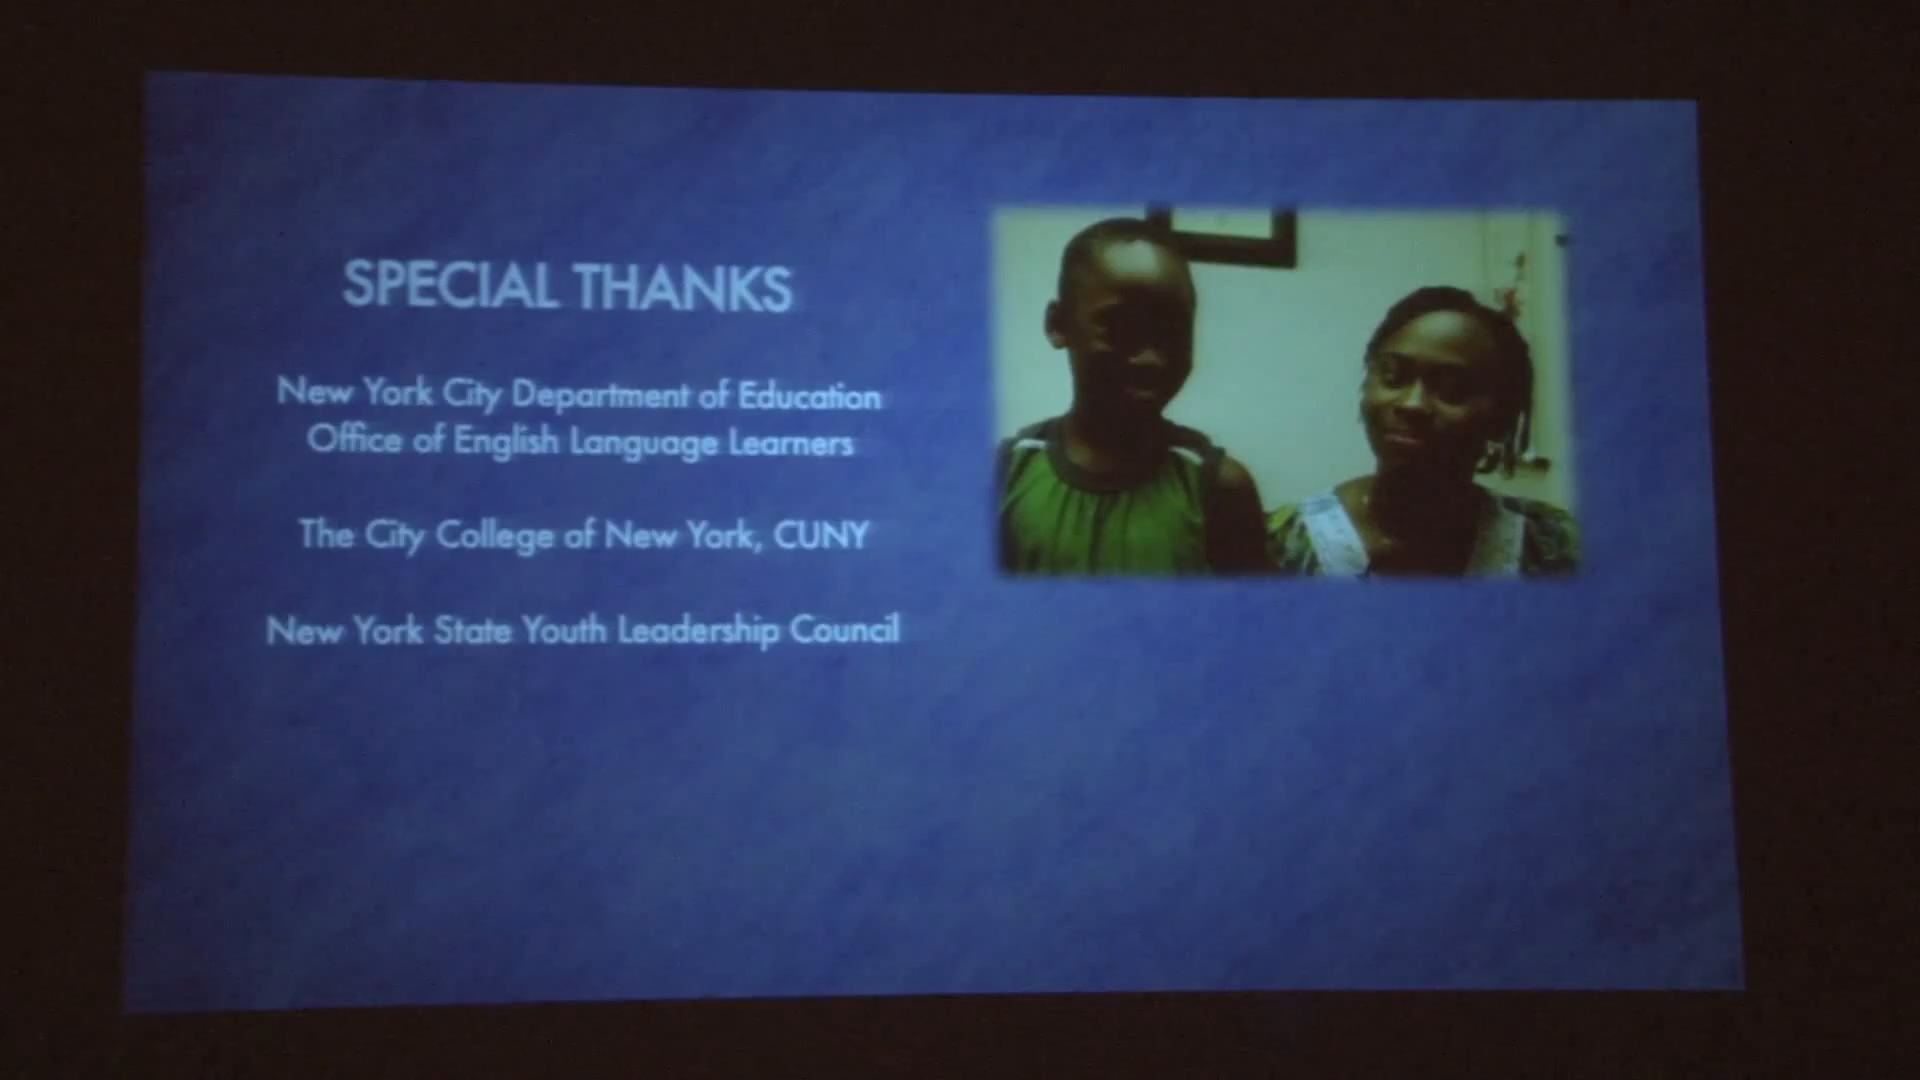 SPECIAL THANKS
New York City Department of Education
Office of English Language Learners
The City College of New York, CUNY
New York State Youth Leadership Council